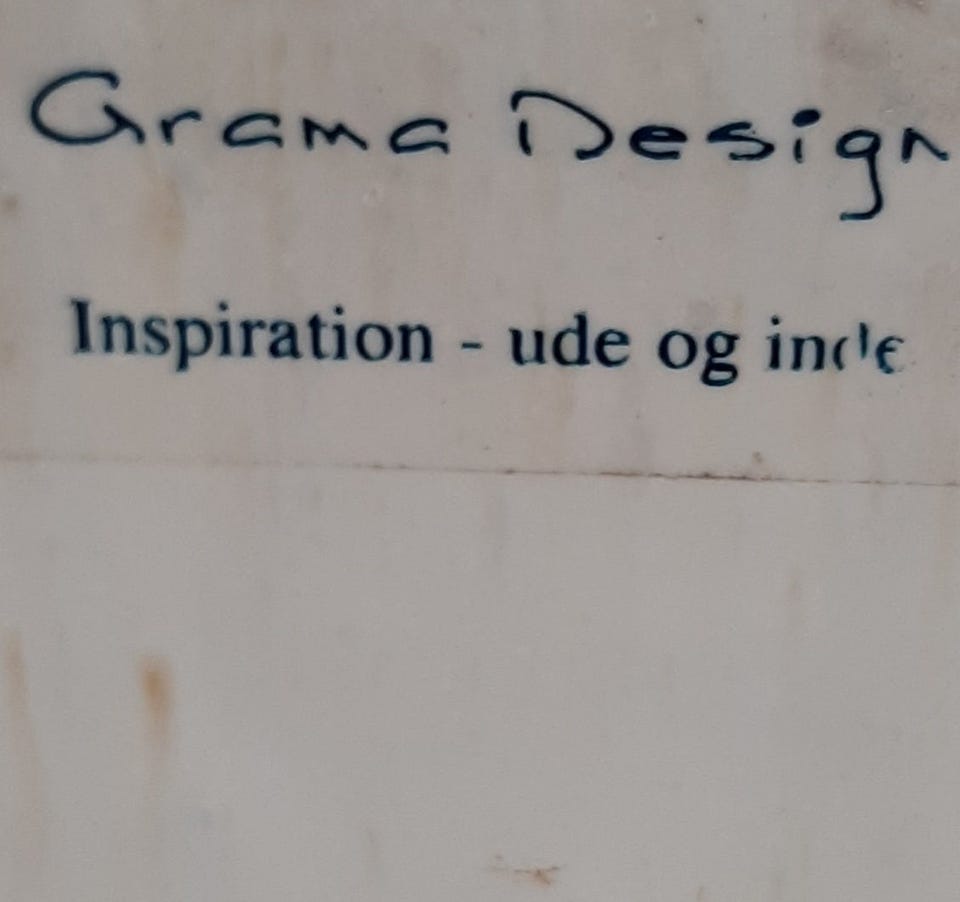 Grama Design
Inspiration - ude og inde